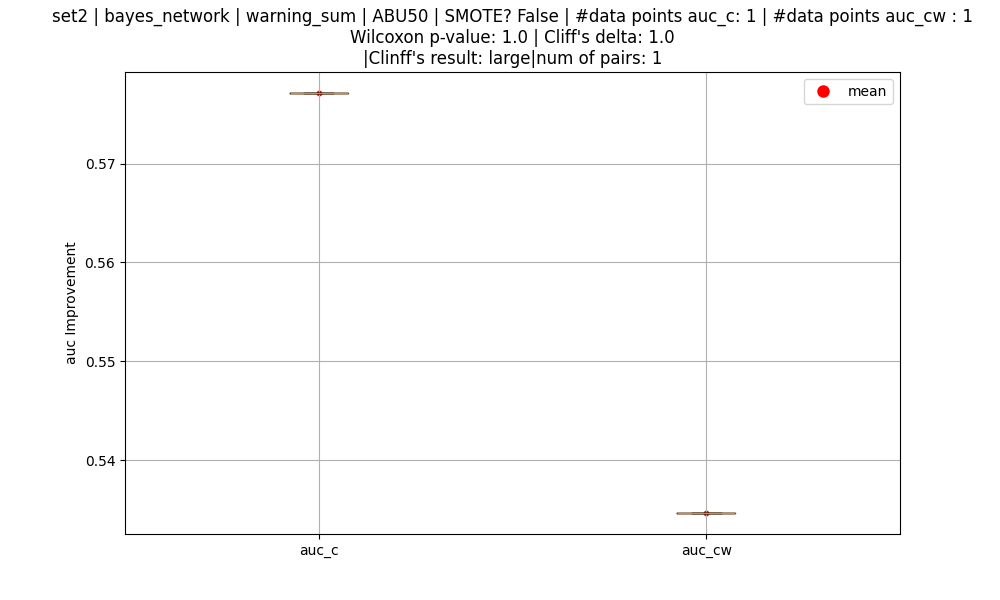 set2 | bayes_network | warning_sum | ABU50 | SMOTE? False | #data points auc_c: 1 | #data points auc_cw : 1
Wilcoxon p-value: 1.0 | Cliff's delta: 1.0
|Clinff's result: large|num of pairs: 1
mean
0.57
0.56
0.55
0.54
auc Improvement
auc_c
auc_cw